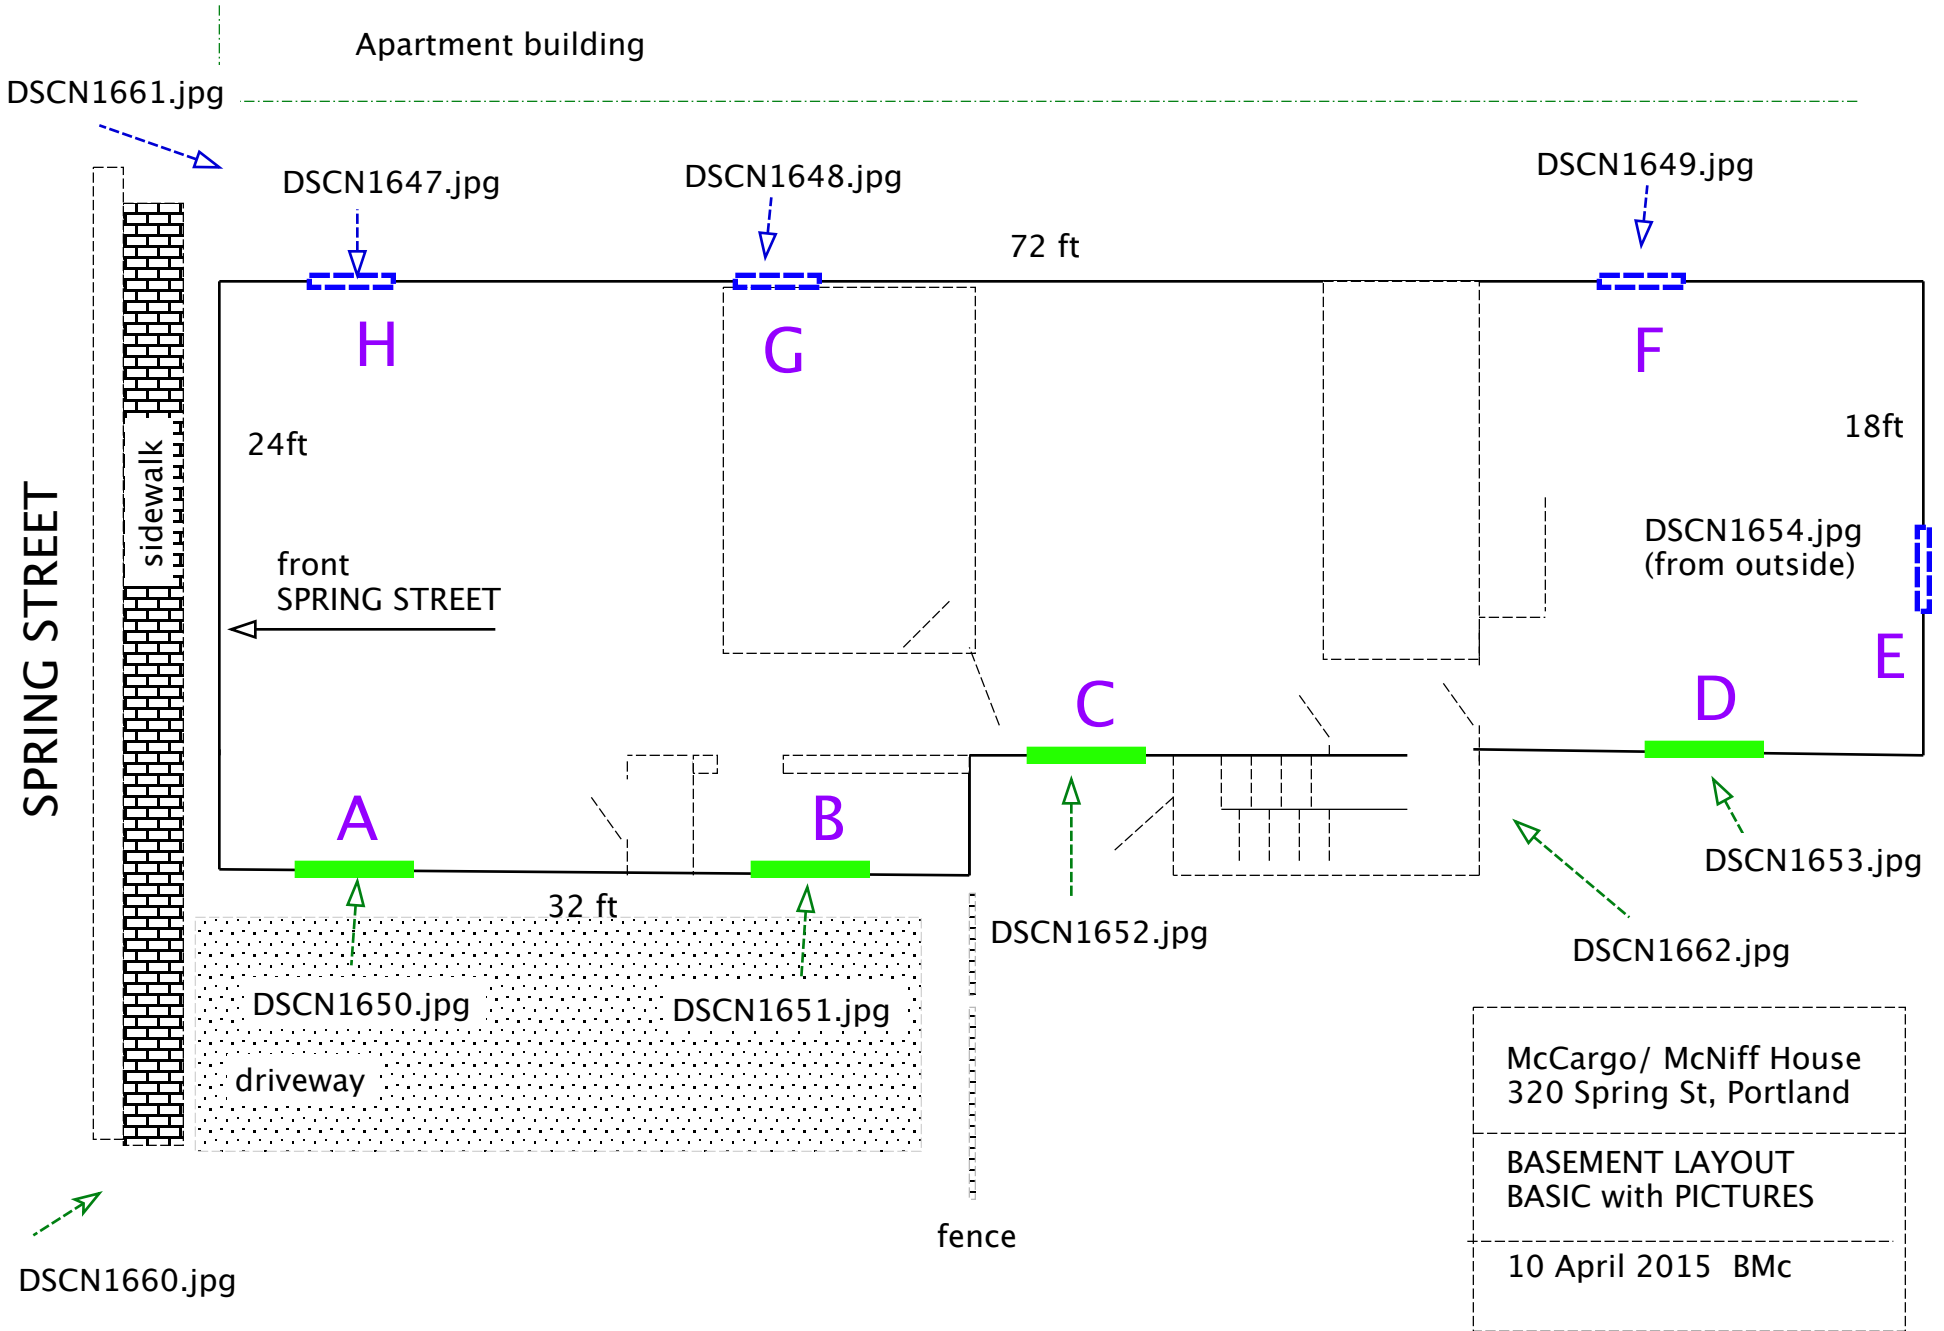 Apartment building
DSCN1661.jpg
DSCN1647.jpg
DSCN1648.jpg
DSCN1649.jpg
72 ft
H
G
F
24ft
18ft
SPRING STREET
sidewalk
front
SPRING STREET
DSCN1654.jpg
(from outside)
E
C
D
A
B
32 ft
DSCN1653.jpg
DSCN1652.jpg
DSCN1662.jpg
DSCN1650.jpg
DSCN1651.jpg
driveway
McCargo/ McNiff House
320 Spring St, Portland
BASEMENT LAYOUT
BASIC with PICTURES
fence
10 April 2015 BMc
DSCN1660.jpg